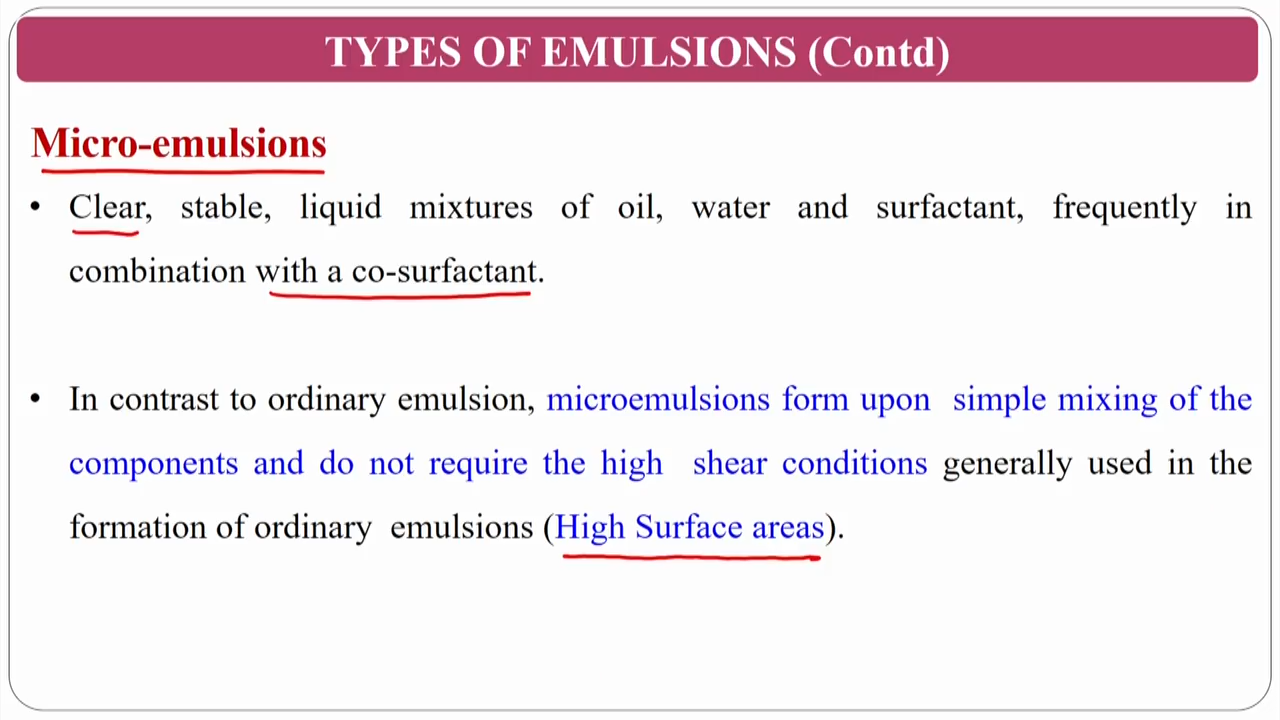 TYPES OF EMULSIONS (Contd)
Micro-emulsions
• Clear, stable, liquid mixtures of oil, water and surfactant, frequently in
combination with a co-surfactant.
• In contrast to ordinary emulsion, microemulsions form upon simple mixing of the
components and do not require the high shear conditions generally used in the
formation of ordinary emulsions (High Surface areas).